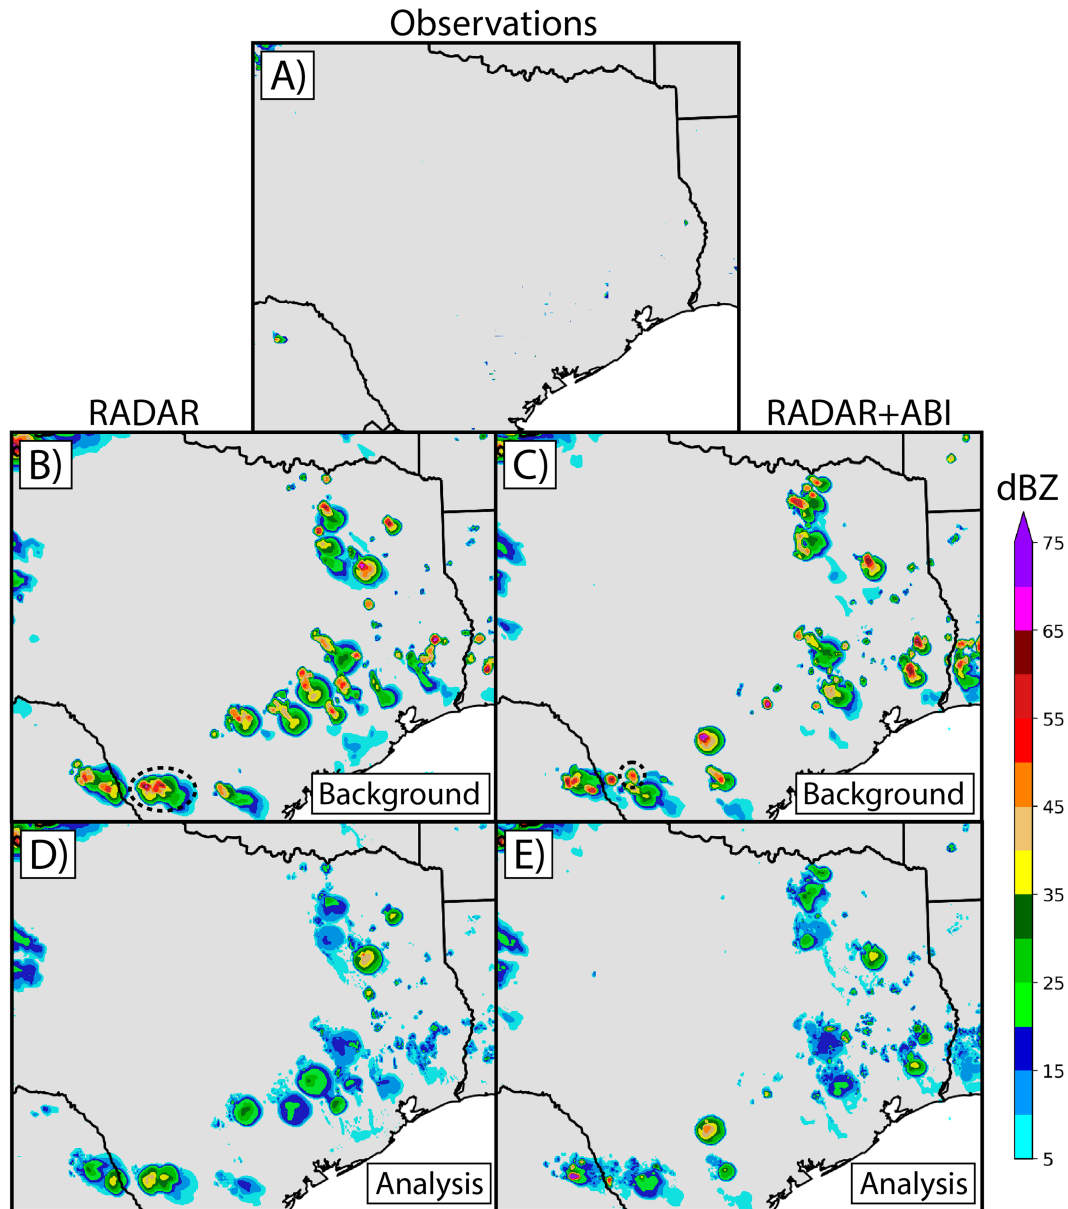 Observations
A)
RADAR
RADAR+ABI
B)
C)
dBZ
75
65
55
45
35
25
15
5
Background
Background
D)
E)
Analysis
Analysis